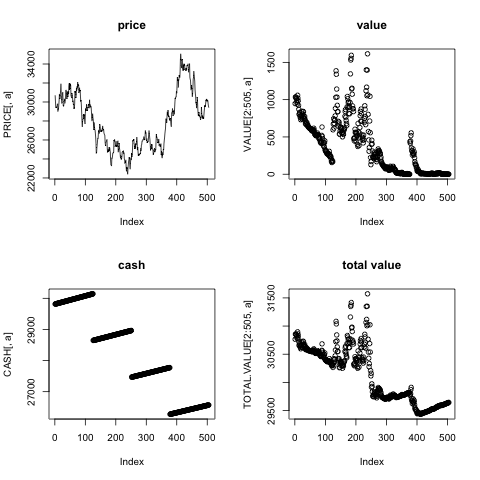 price
PRICE[, a]
22000 26000 30000 34000
0 100 200 300 400 500
Index
value
VALUE[2:505, a]
0 500 1000 1500
0 100 200 300 400 500
Index
cash
CASH[, a]
27000 29000
0 100 200 300 400 500
Index
total value
TOTAL.VALUE[2:505, a]
29500 30500 31500
0 100 200 300 400 500
Index